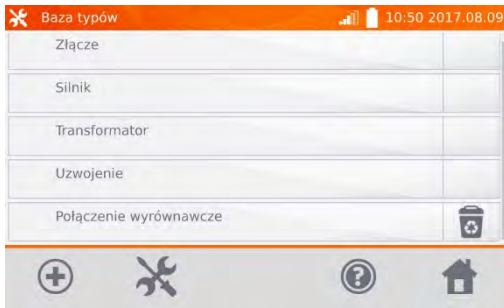 Baza typów 10:50 2017.08.09
Złącze
Silnik
Transformator
Uzwojenie
Połączenie wyrównawcze